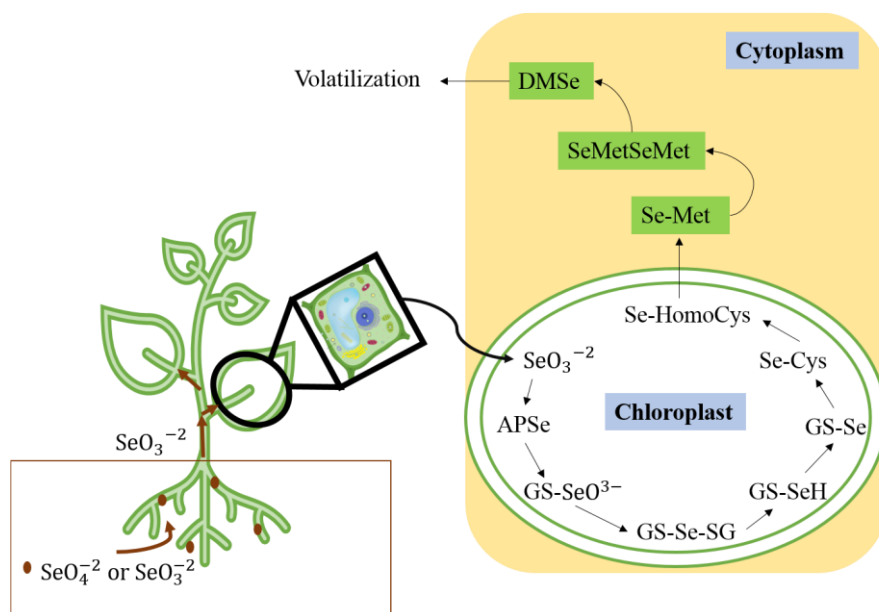 Cytoplasm
Volatilization
DMSe
SeMetSeMet
Se-Met
Se-HomoCys
SeO₃⁻²
Se-Cys
APSe
Chloroplast
GS-Se
SeO₃⁻²
GS-SeO³⁻
GS-SeH
GS-Se-SG
SeO₄⁻² or SeO₃⁻²